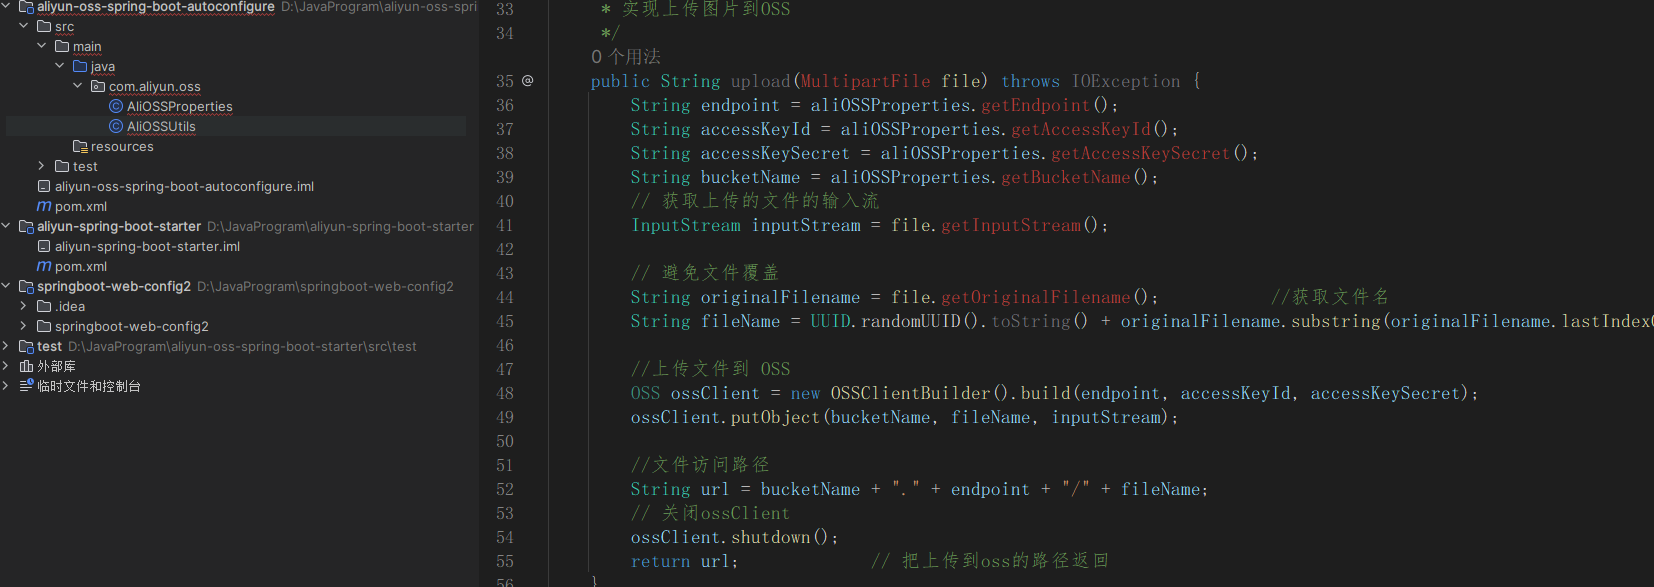 aliyun-oss-spring-boot-autoconfigure D:\JavaProgram\aliyun-oss-spri
src
main
java
com.aliyun.oss
AliOSSProperties
AliOSSUtils
resources
test
aliyun-oss-spring-boot-autoconfigure.iml
pom.xml
aliyun-spring-boot-starter D:\JavaProgram\aliyun-spring-boot-starter
aliyun-spring-boot-starter.iml
pom.xml
springboot-web-config2 D:\JavaProgram\springboot-web-config2
.idea
springboot-web-config2
test D:\JavaProgram\aliyun-oss-spring-boot-starter\src\test
外部库
临时文件和控制台
33 * 实现上传图片到OSS
34 */
0 个用法
35 @ public String upload(MultipartFile file) throws IOException {
36 String endpoint = aliOSSProperties.getEndpoint();
37 String accessKeyId = aliOSSProperties.getAccessKeyId();
38 String accessKeySecret = aliOSSProperties.getAccessKeySecret();
39 String bucketName = aliOSSProperties.getBucketName();
40 // 获取上传的文件的输入流
41 InputStream inputStream = file.getInputStream();
42
43 // 避免文件覆盖
44 String originalFilename = file.getOriginalFilename(); //获取文件名
45 String fileName = UUID.randomUUID().toString() + originalFilename.substring(originalFilename.lastIndex
46
47 //上传文件到 OSS
48 OSS ossClient = new OSSClientBuilder().build(endpoint, accessKeyId, accessKeySecret);
49 ossClient.putObject(bucketName, fileName, inputStream);
50
51 //文件访问路径
52 String url = bucketName + "." + endpoint + "/" + fileName;
53 // 关闭ossClient
54 ossClient.shutdown();
55 return url; // 把上传到oss的路径返回
56 }